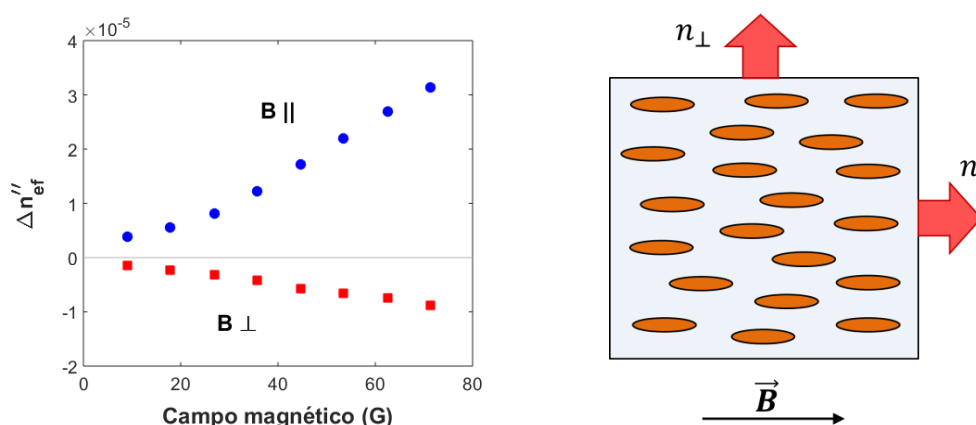 ×10⁻⁵
4
3
2
1
0
-1
-2
0 20 40 60 80
Δn''ef
Campo magnético (G)
B ||
B ⊥
n⊥
n
B⃗